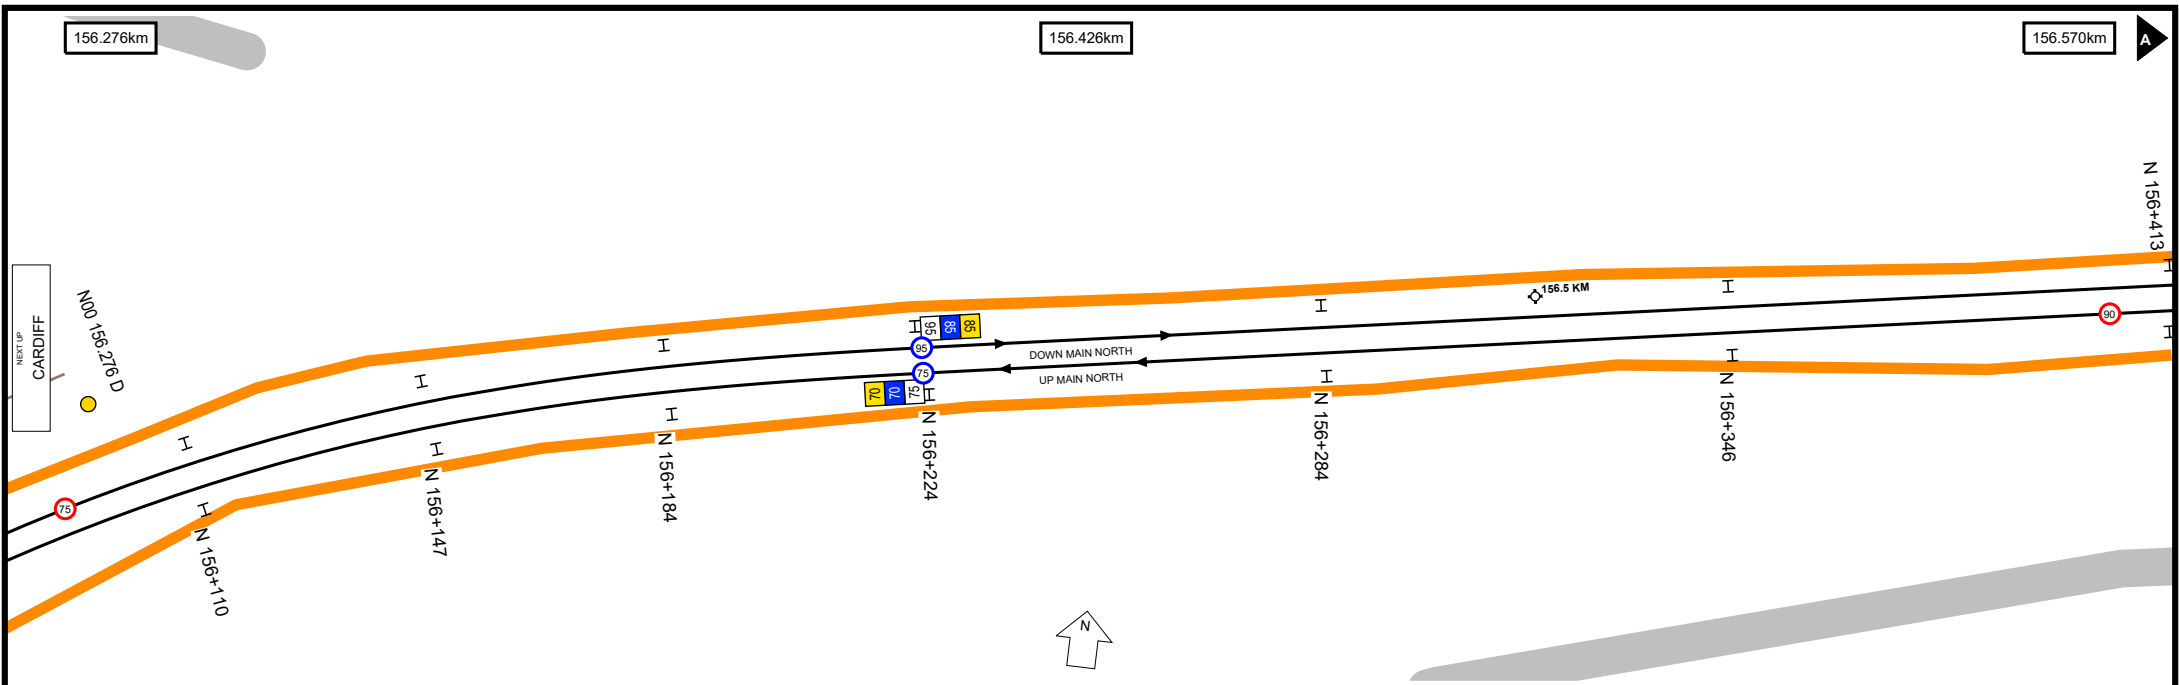 156.276km
156.426km
156.570km
A
N 156+413
NEXT UP
CARDIFF
N00 156.276 D
156.5 KM
95
85
85
95
DOWN MAIN NORTH
75
UP MAIN NORTH
70
70
75
90
75
N 156+110
N 156+147
N 156+184
N 156+224
N 156+284
N 156+346
N